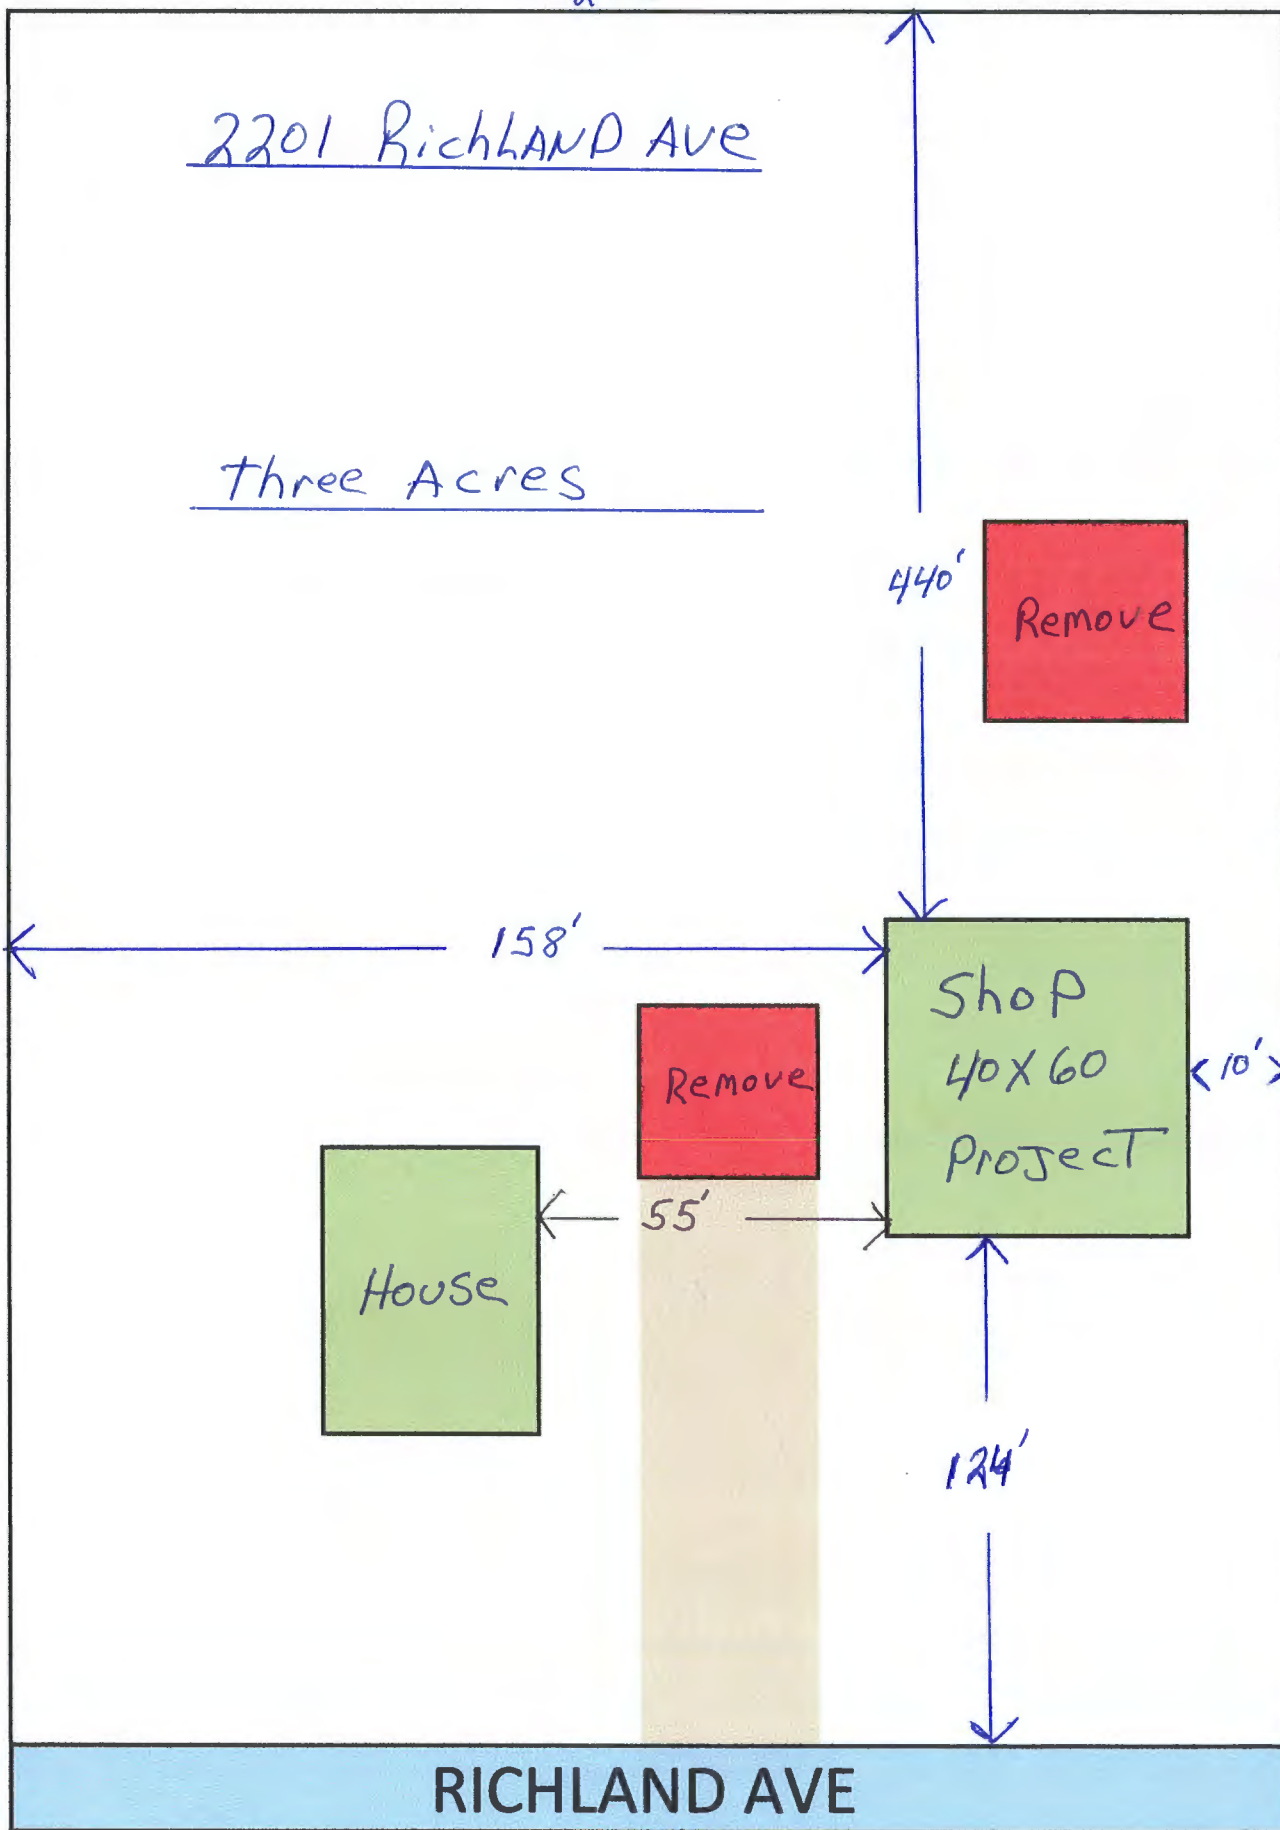 2201 RichLAND AVe
Three Acres
440'
Remove
158'
ShoP
40X60
ProJecT
10'
Remove
55'
House
124'
RICHLAND AVE